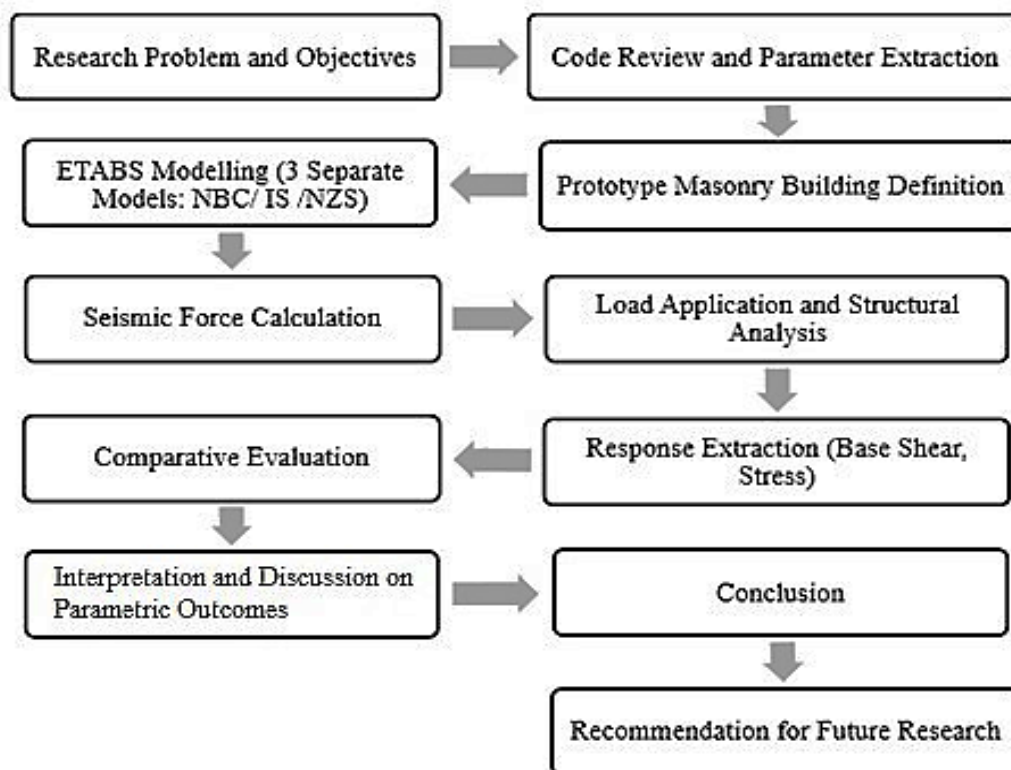 Research Problem and Objectives
Code Review and Parameter Extraction
Prototype Masonry Building Definition
ETABS Modelling (3 Separate
Models: NBC/ IS /NZS)
Seismic Force Calculation
Load Application and Structural
Analysis
Response Extraction (Base Shear,
Stress)
Comparative Evaluation
Interpretation and Discussion on
Parametric Outcomes
Conclusion
Recommendation for Future Research